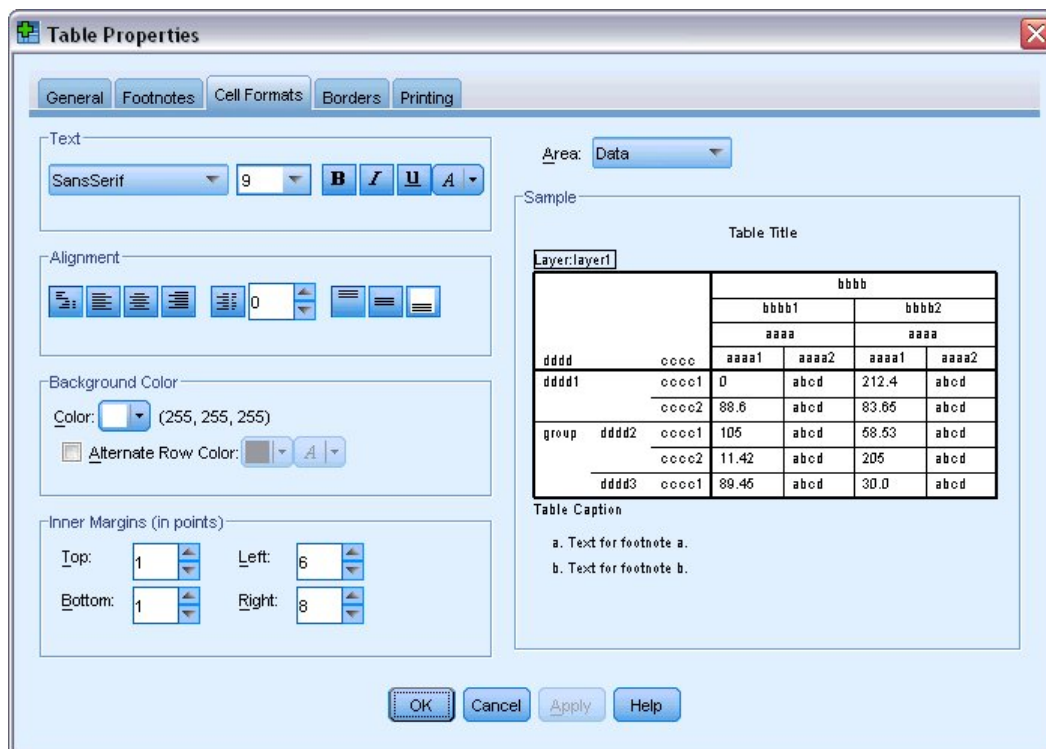 Table Properties
General Footnotes Cell Formats Borders Printing
Text
SansSerif 9 B I U A
Alignment
0
Background Color
Color: (255, 255, 255)
Alternate Row Color: A
Inner Margins (in points)
Top: 1 Left: 6
Bottom: 1 Right: 8
Area: Data
Sample
Table Title
Layer:layer1
bbbb
bbbb1 bbbb2
aaaa aaaa
dddd cccc aaaa1 aaaa2 aaaa1 aaaa2
dddd1 cccc1 0 abcd 212.4 abcd
cccc2 88.6 abcd 83.65 abcd
group dddd2 cccc1 105 abcd 58.53 abcd
cccc2 11.42 abcd 205 abcd
dddd3 cccc1 89.45 abcd 30.0 abcd
Table Caption
a. Text for footnote a.
b. Text for footnote b.
OK Cancel Apply Help